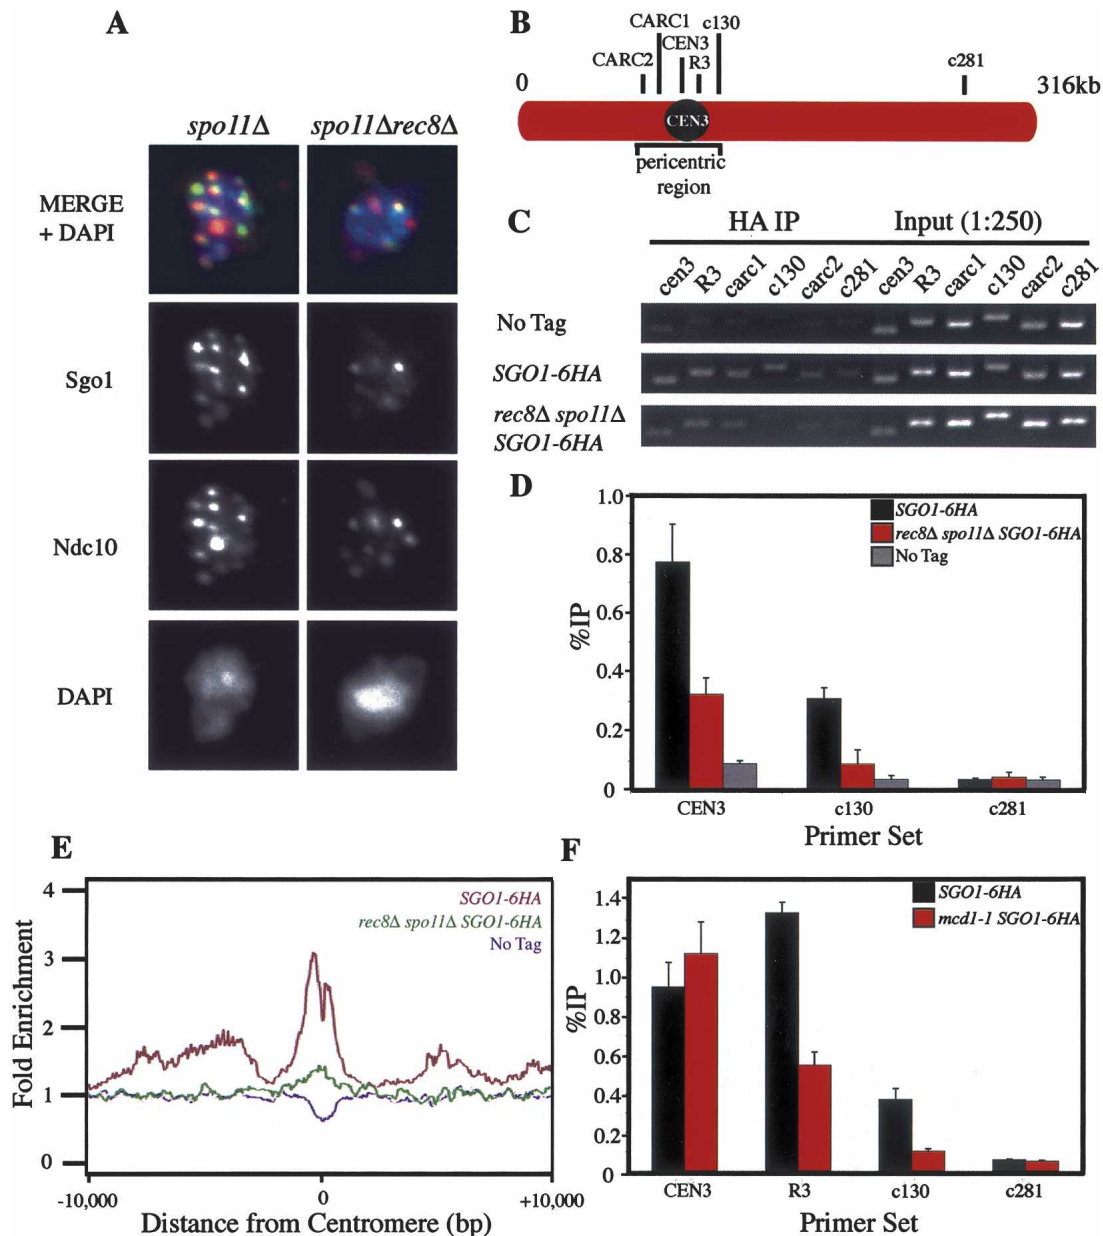 A
spo11Δ
spo11Δrec8Δ
MERGE
+ DAPI
Sgo1
Ndc10
DAPI
B
CARC1
c130
CEN3
CARC2
R3
c281
0
316kb
CEN3
pericentric
region
C
HA IP
Input (1:250)
cen3
R3
carc1
c130
carc2
c281
cen3
R3
carc1
c130
carc2
c281
No Tag
SGO1-6HA
rec8Δ spo11Δ
SGO1-6HA
D
1.0
0.8
0.6
0.4
0.2
0
%IP
SGO1-6HA
rec8Δ spo11Δ SGO1-6HA
No Tag
CEN3
c130
c281
Primer Set
E
4
3
2
1
0
Fold Enrichment
SGO1-6HA
rec8Δ spo11Δ SGO1-6HA
No Tag
-10,000
0
+10,000
Distance from Centromere (bp)
F
1.4
1.2
1.0
0.8
0.6
0.4
0.2
0
%IP
SGO1-6HA
mcd1-1 SGO1-6HA
CEN3
R3
c130
c281
Primer Set